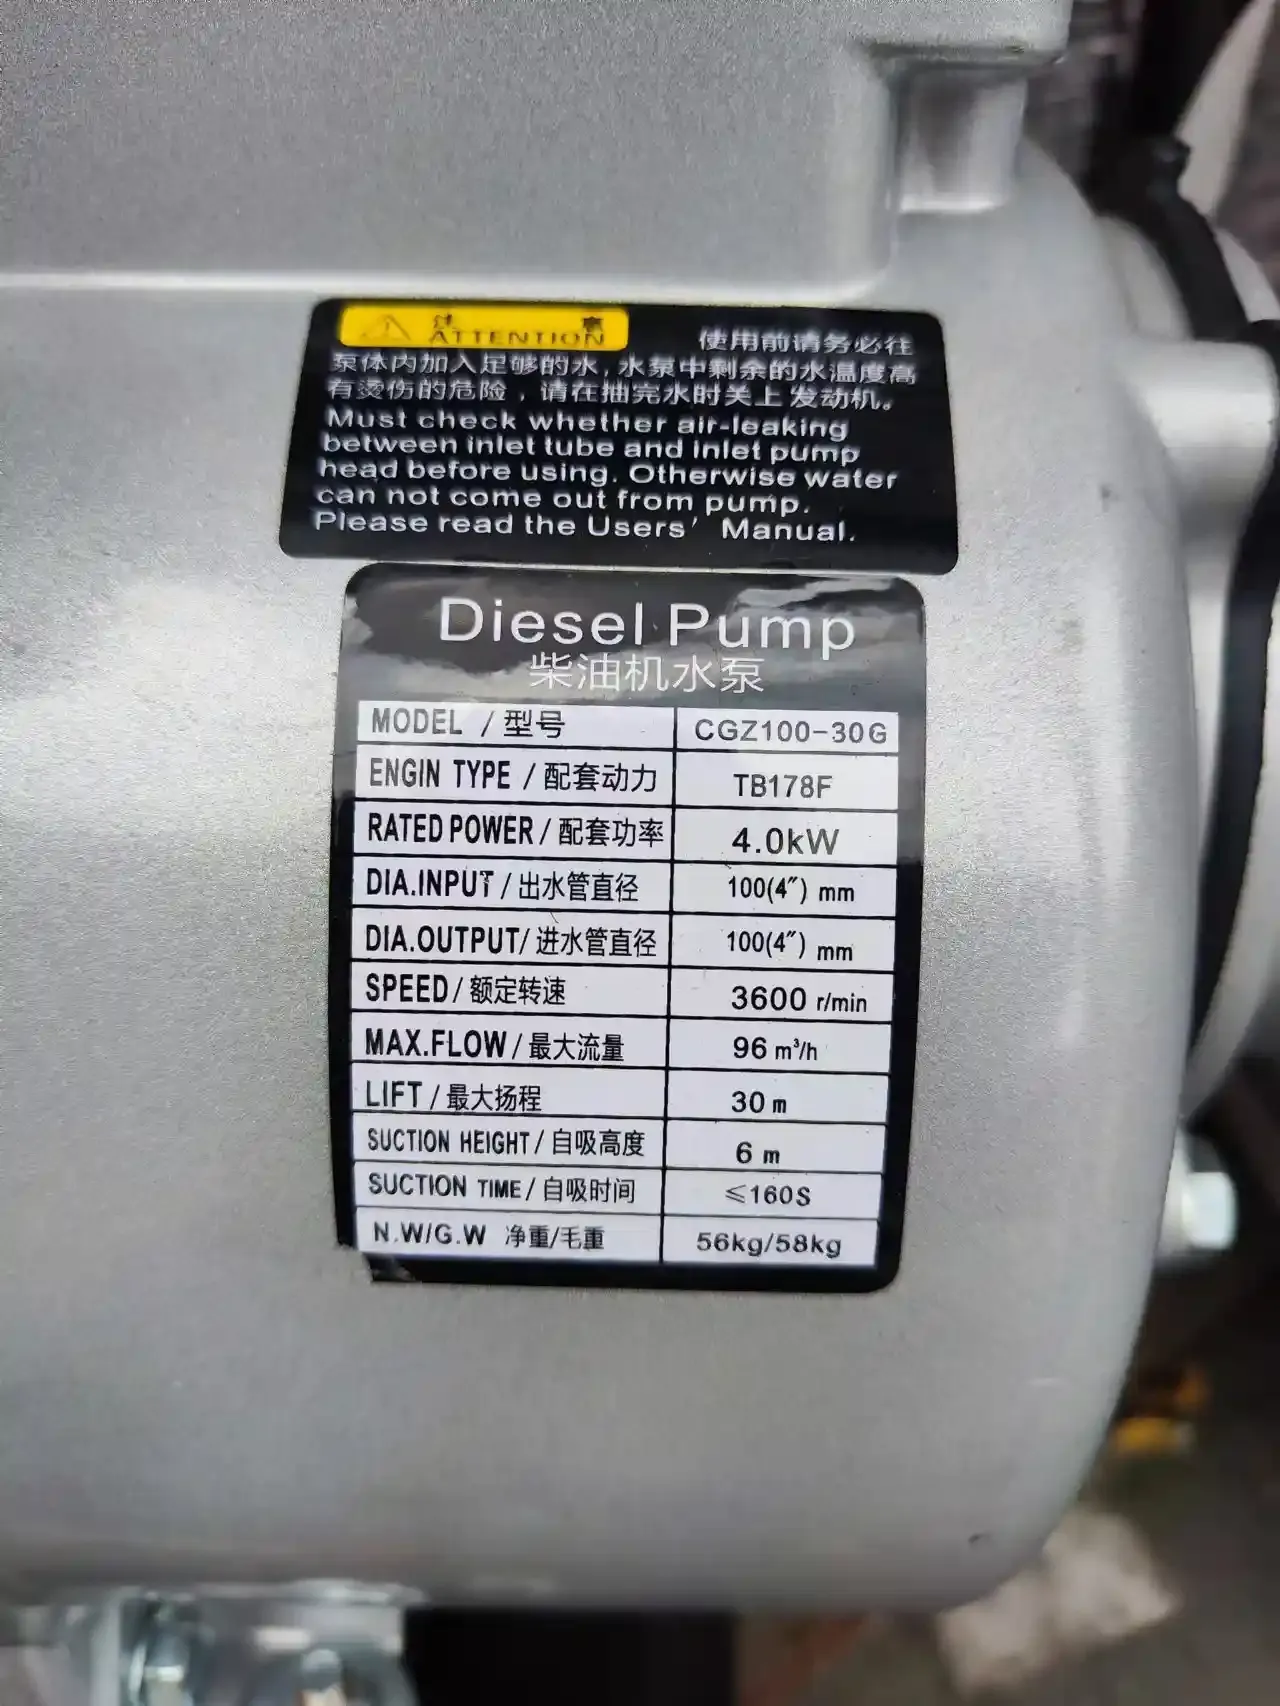 注 意
ATTENTION
使用前请务必往
泵体内加入足够的水,水泵中剩余的水温度高
有烫伤的危险，请在抽完水时关上发动机。
Must check whether air-leaking
between inlet tube and inlet pump
head before using. Otherwise water
can not come out from pump.
Please read the Users' Manual.
Diesel Pump
柴油机水泵
MODEL / 型号 CGZ100-30G
ENGIN TYPE / 配套动力 TB178F
RATED POWER / 配套功率 4.0kW
DIA.INPUT / 出水管直径 100(4″) mm
DIA.OUTPUT/ 进水管直径 100(4″) mm
SPEED / 额定转速 3600 r/min
MAX.FLOW / 最大流量 96 m³/h
LIFT / 最大扬程 30 m
SUCTION HEIGHT / 自吸高度 6 m
SUCTION TIME / 自吸时间 ≤160S
N.W/G.W 净重/毛重 56kg/58kg